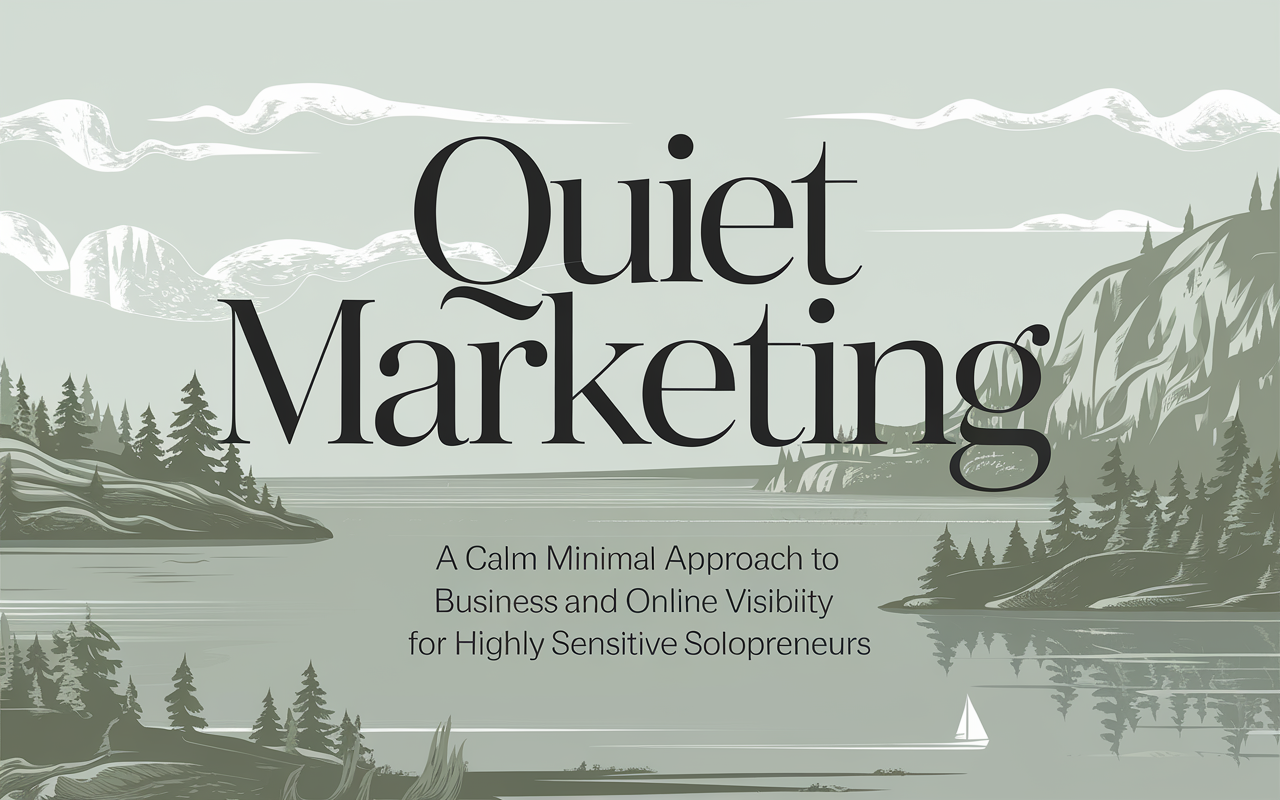 Quiet
Marketing
A Calm Minimal Approach to
Business and Online Visibiity
for Highly Sensitive Solopreneurs